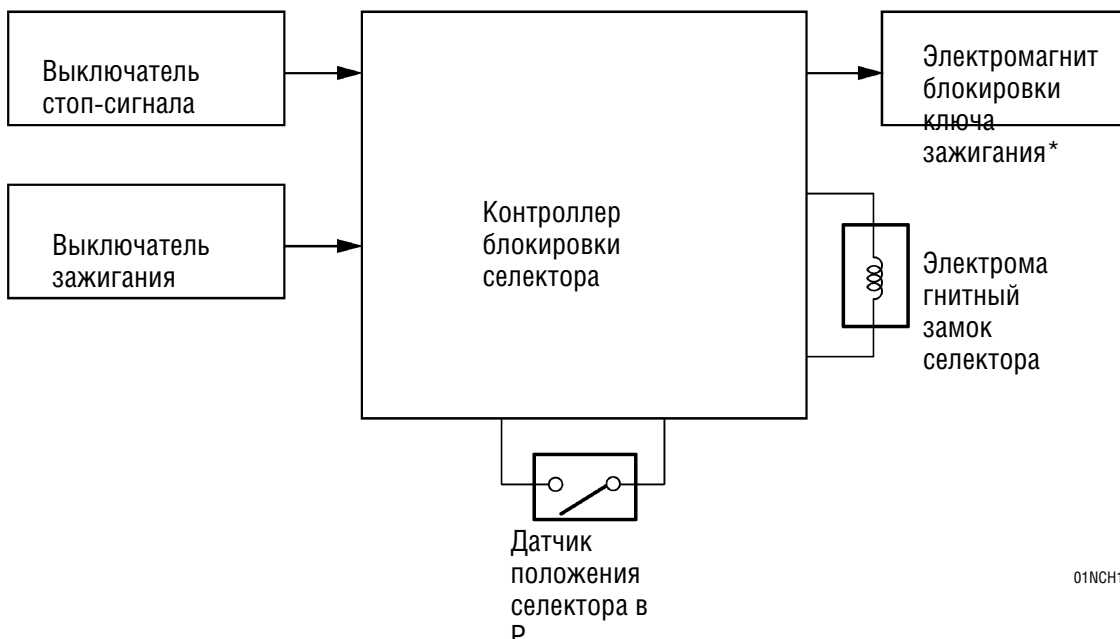 Выключатель
стоп-сигнала
Электромагнит
блокировки
ключа
зажигания*
Выключатель
зажигания
Контроллер
блокировки
селектора
Электрома
гнитный
замок
селектора
Датчик
положения
селектора в
Р
01NCH1